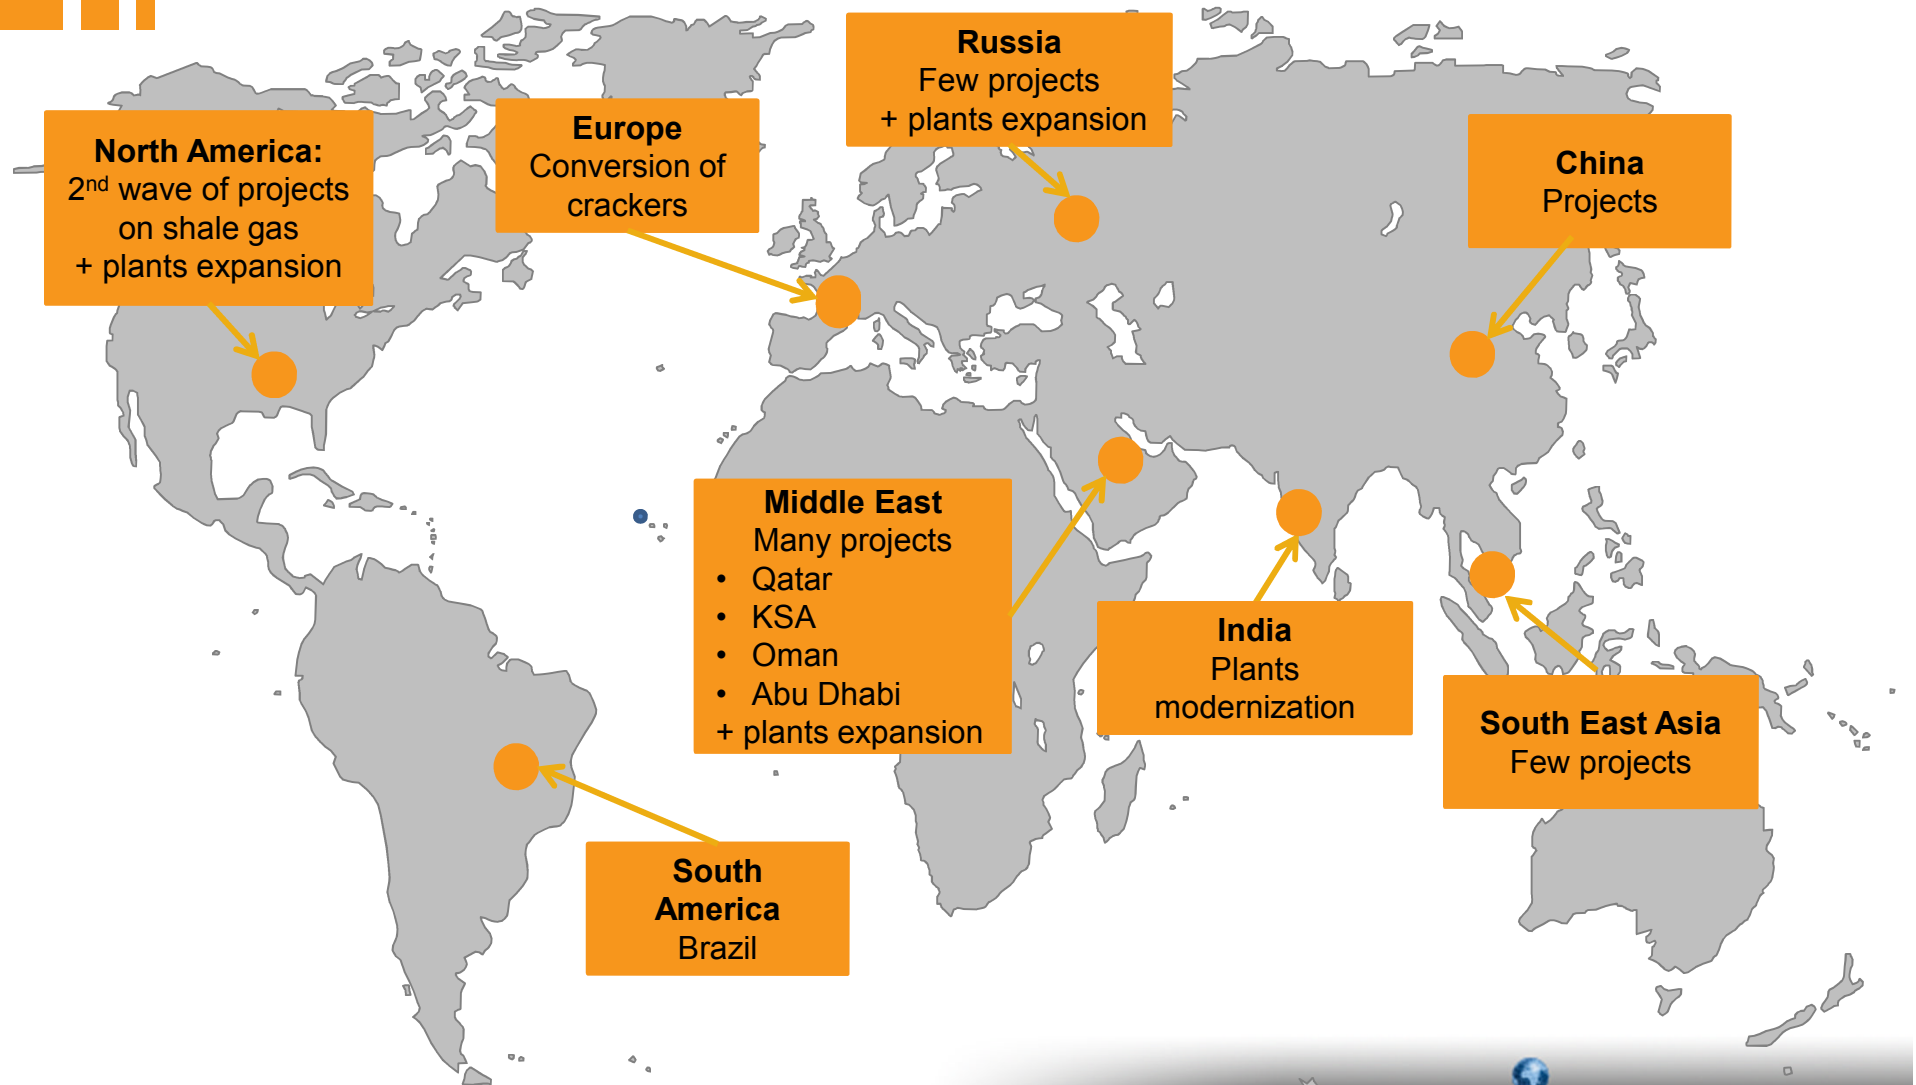 Russia
Few projects
+ plants expansion
Europe
Conversion of
crackers
North America:
2nd wave of projects
on shale gas
+ plants expansion
China
Projects
Middle East
Many projects
• Qatar
• KSA
• Oman
• Abu Dhabi
+ plants expansion
India
Plants
modernization
South East Asia
Few projects
South
America
Brazil